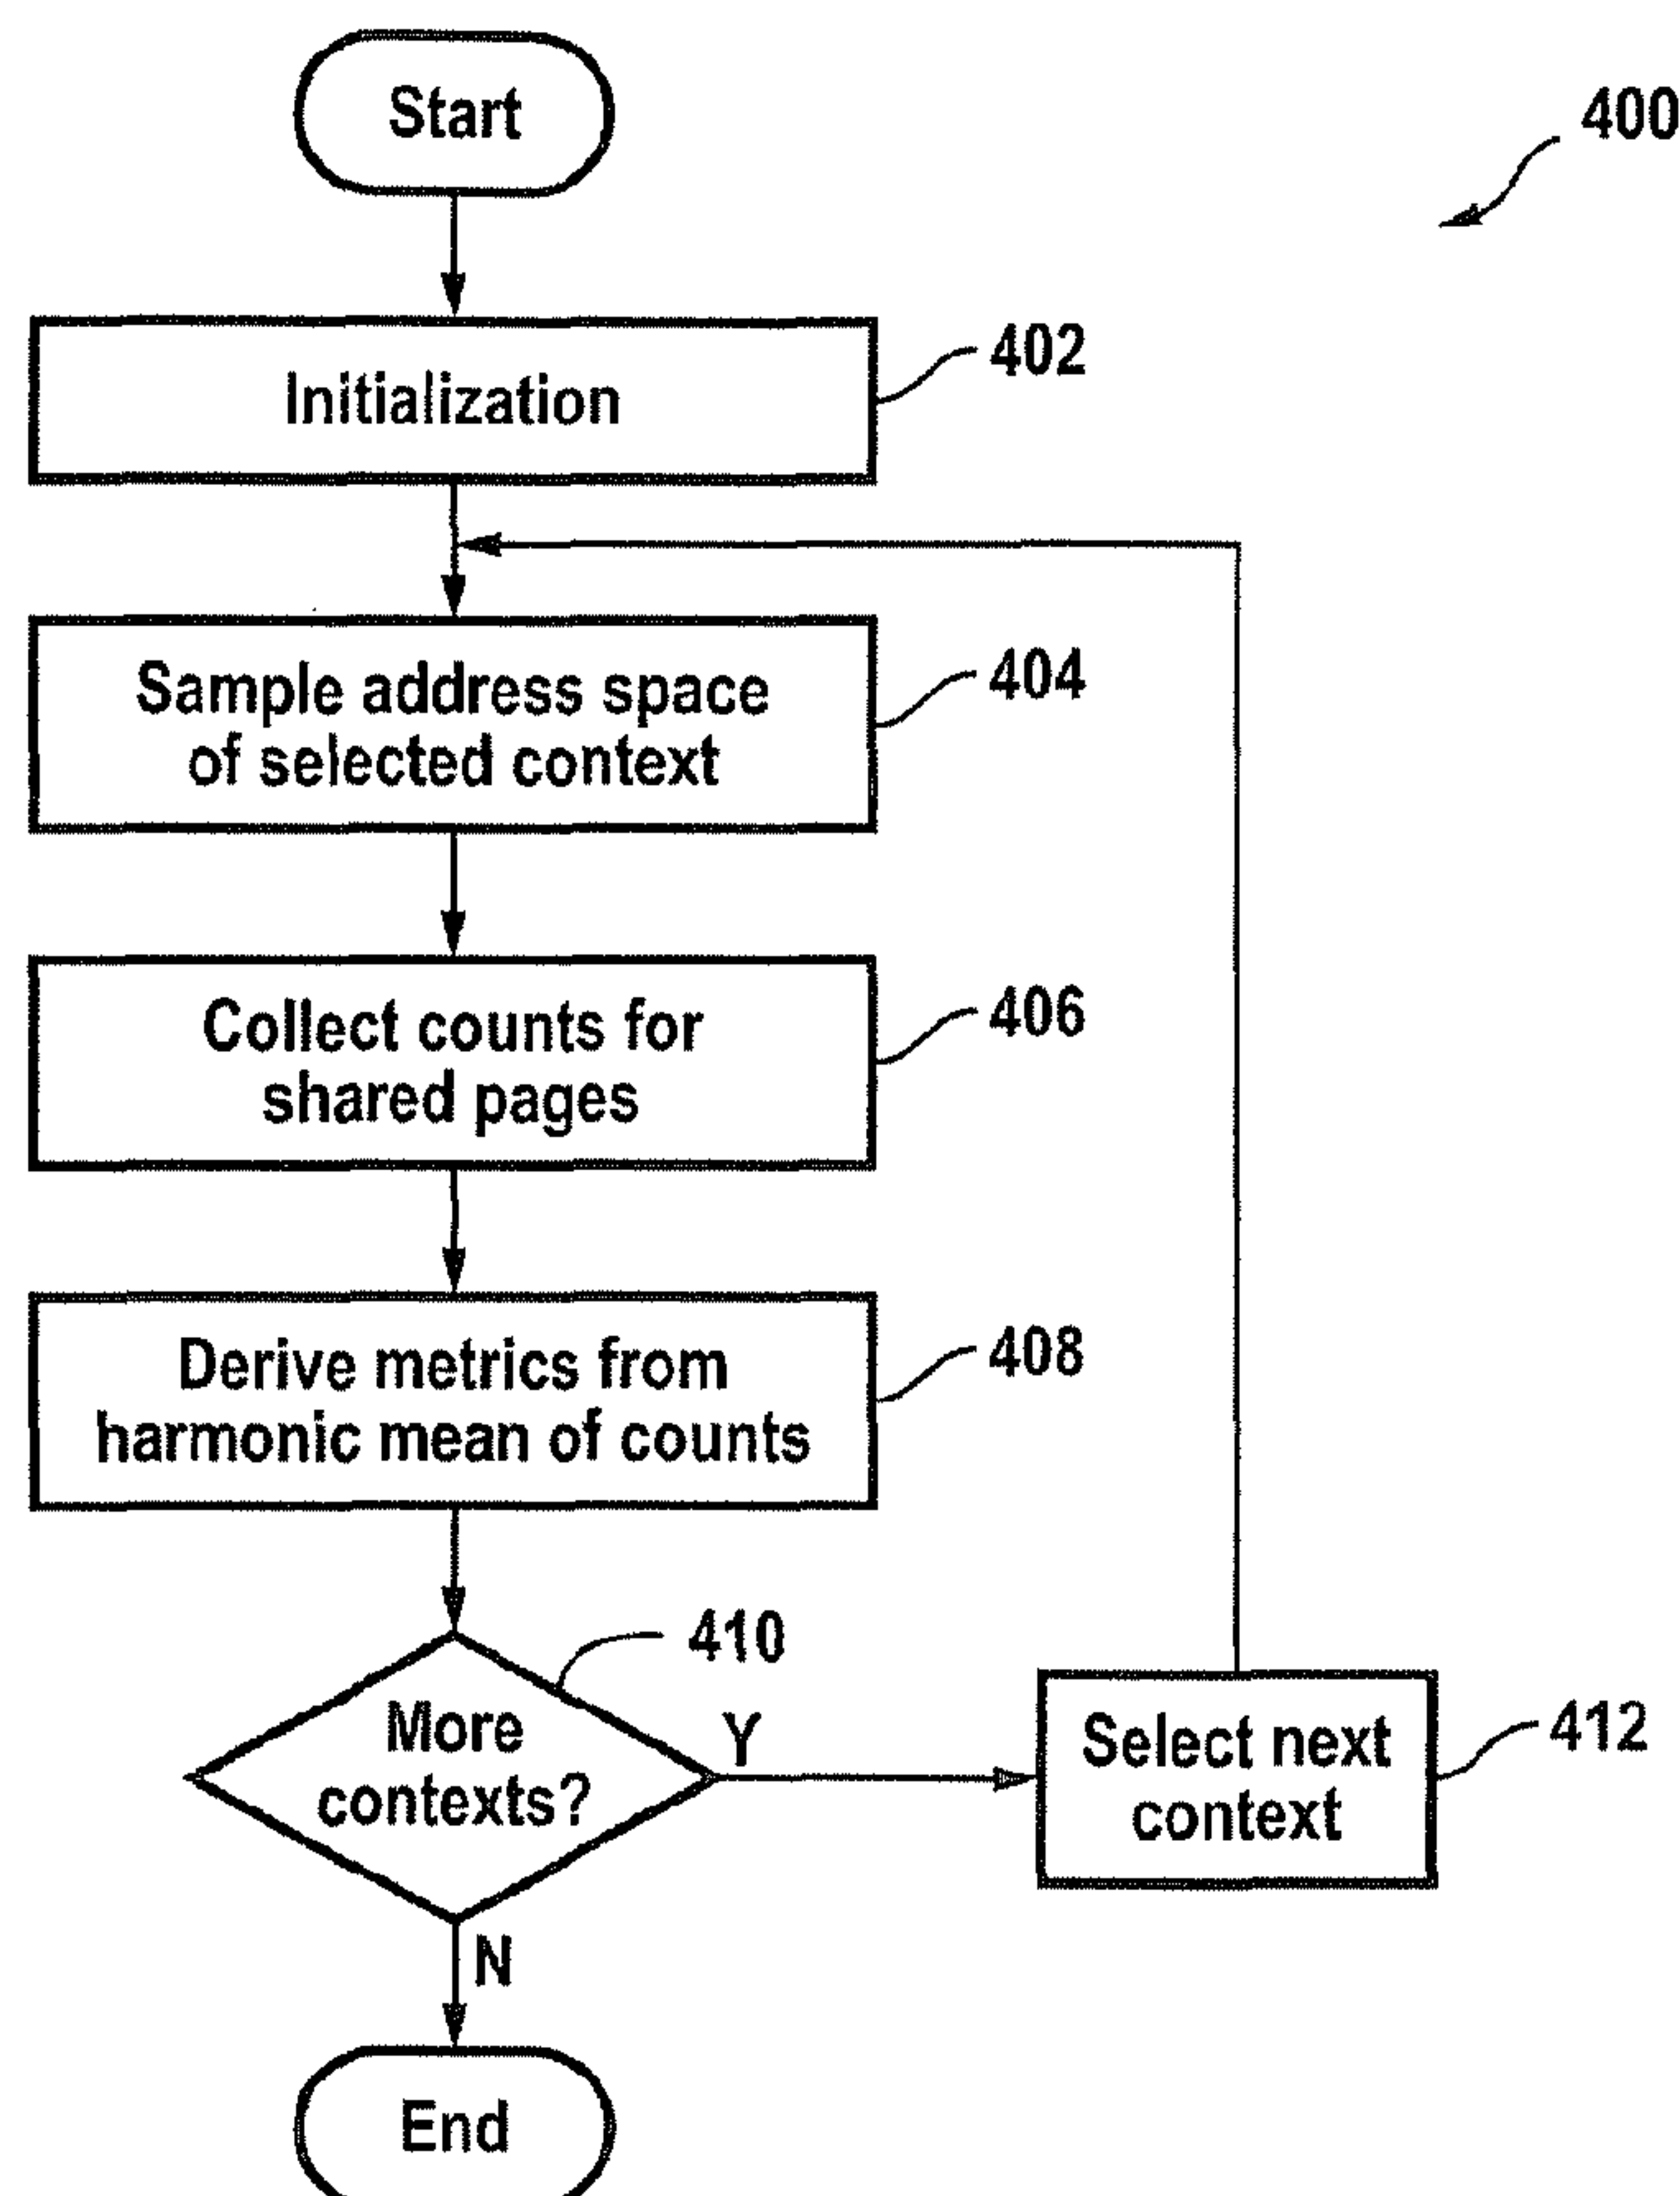 Start
400
Initialization
402
Sample address space
of selected context
404
Collect counts for
shared pages
406
Derive metrics from
harmonic mean of counts
408
410
More
contexts?
Y
Select next
context
412
N
End